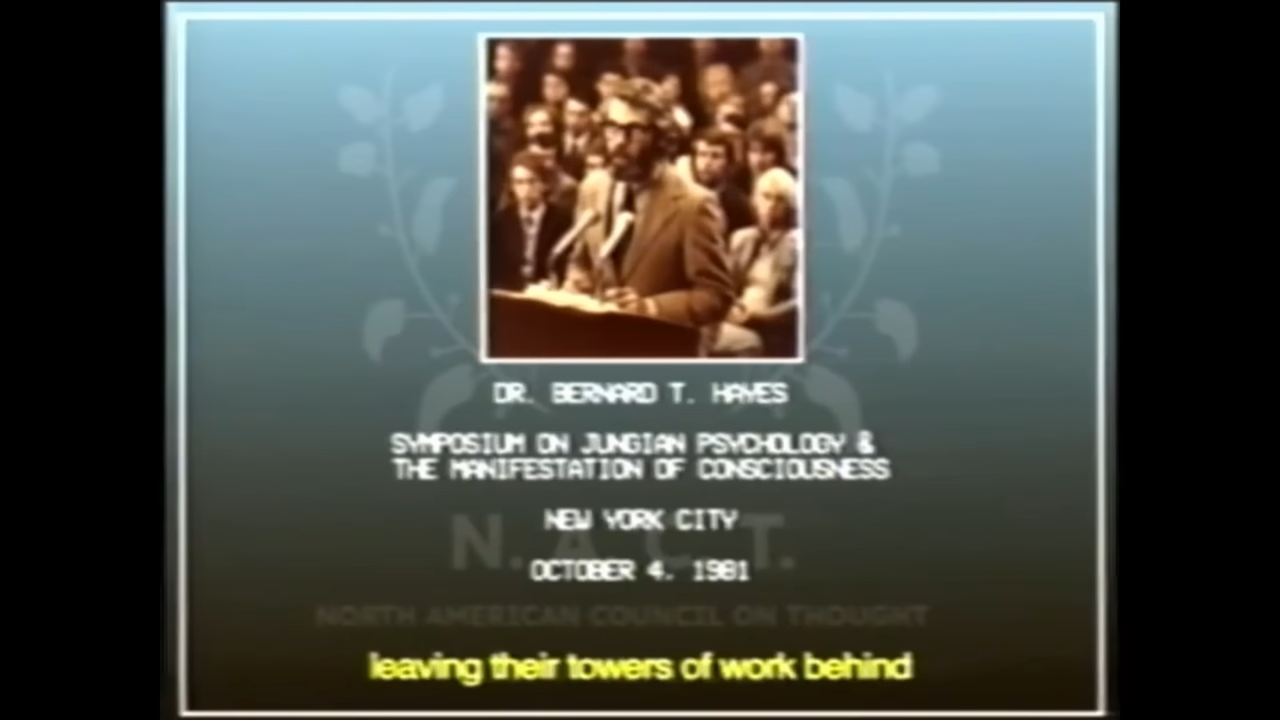 DR. BERNARD T. HAYES
SYMPOSIUM ON JUNGIAN PSYCHOLOGY &
THE MANIFESTATION OF CONSCIOUSNESS
NEW YORK CITY
N. A. C. T.
OCTOBER 4. 1981
NORTH AMERICAN COUNCIL ON THOUGHT
leaving their towers of work behind